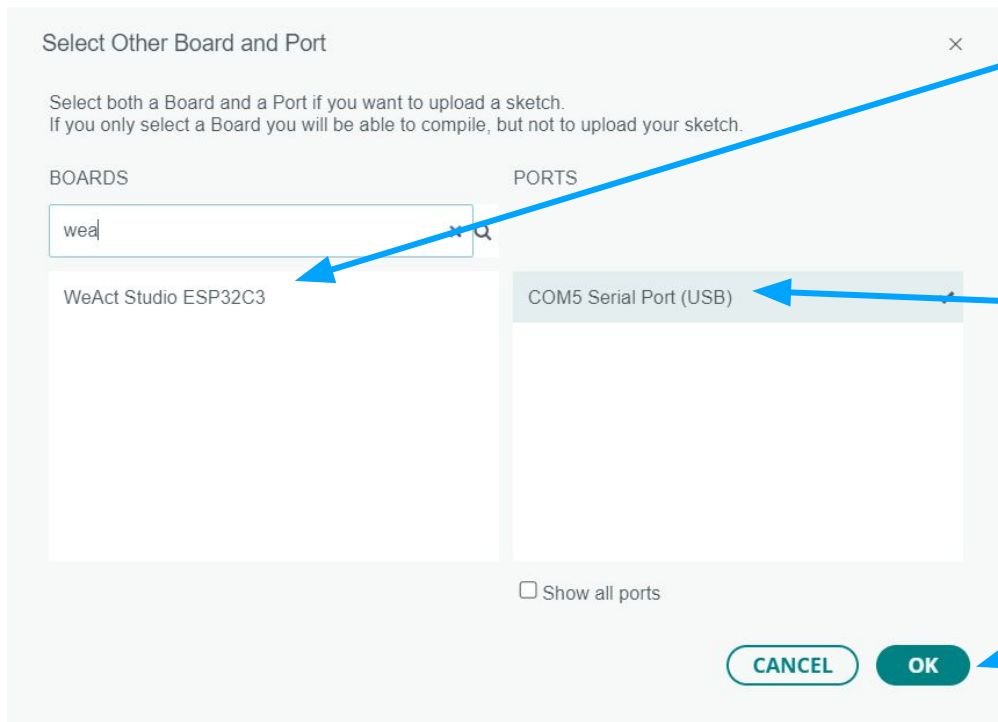 Select Other Board and Port
Select both a Board and a Port if you want to upload a sketch.
If you only select a Board you will be able to compile, but not to upload your sketch.
BOARDS
PORTS
wea
WeAct Studio ESP32C3
COM5 Serial Port (USB)
Show all ports
CANCEL
OK